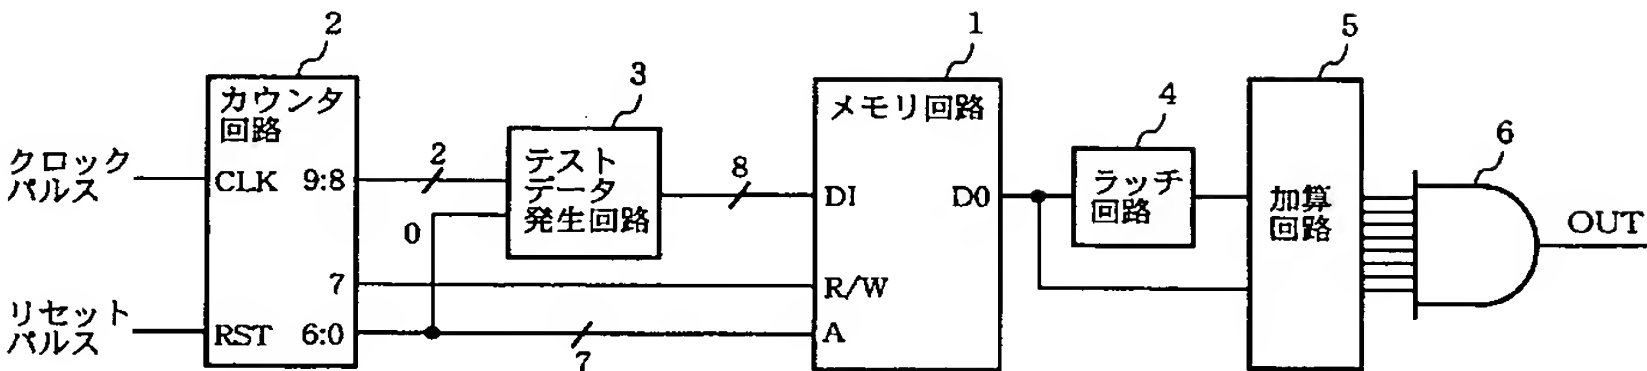 クロック
パルス
リセット
パルス
2
カウンタ
回路
CLK
9:8
7
RST
6:0
2
0
3
テスト
データ
発生回路
8
7
1
メモリ回路
DI
D0
R/W
A
4
ラッチ
回路
5
加算
回路
6
OUT